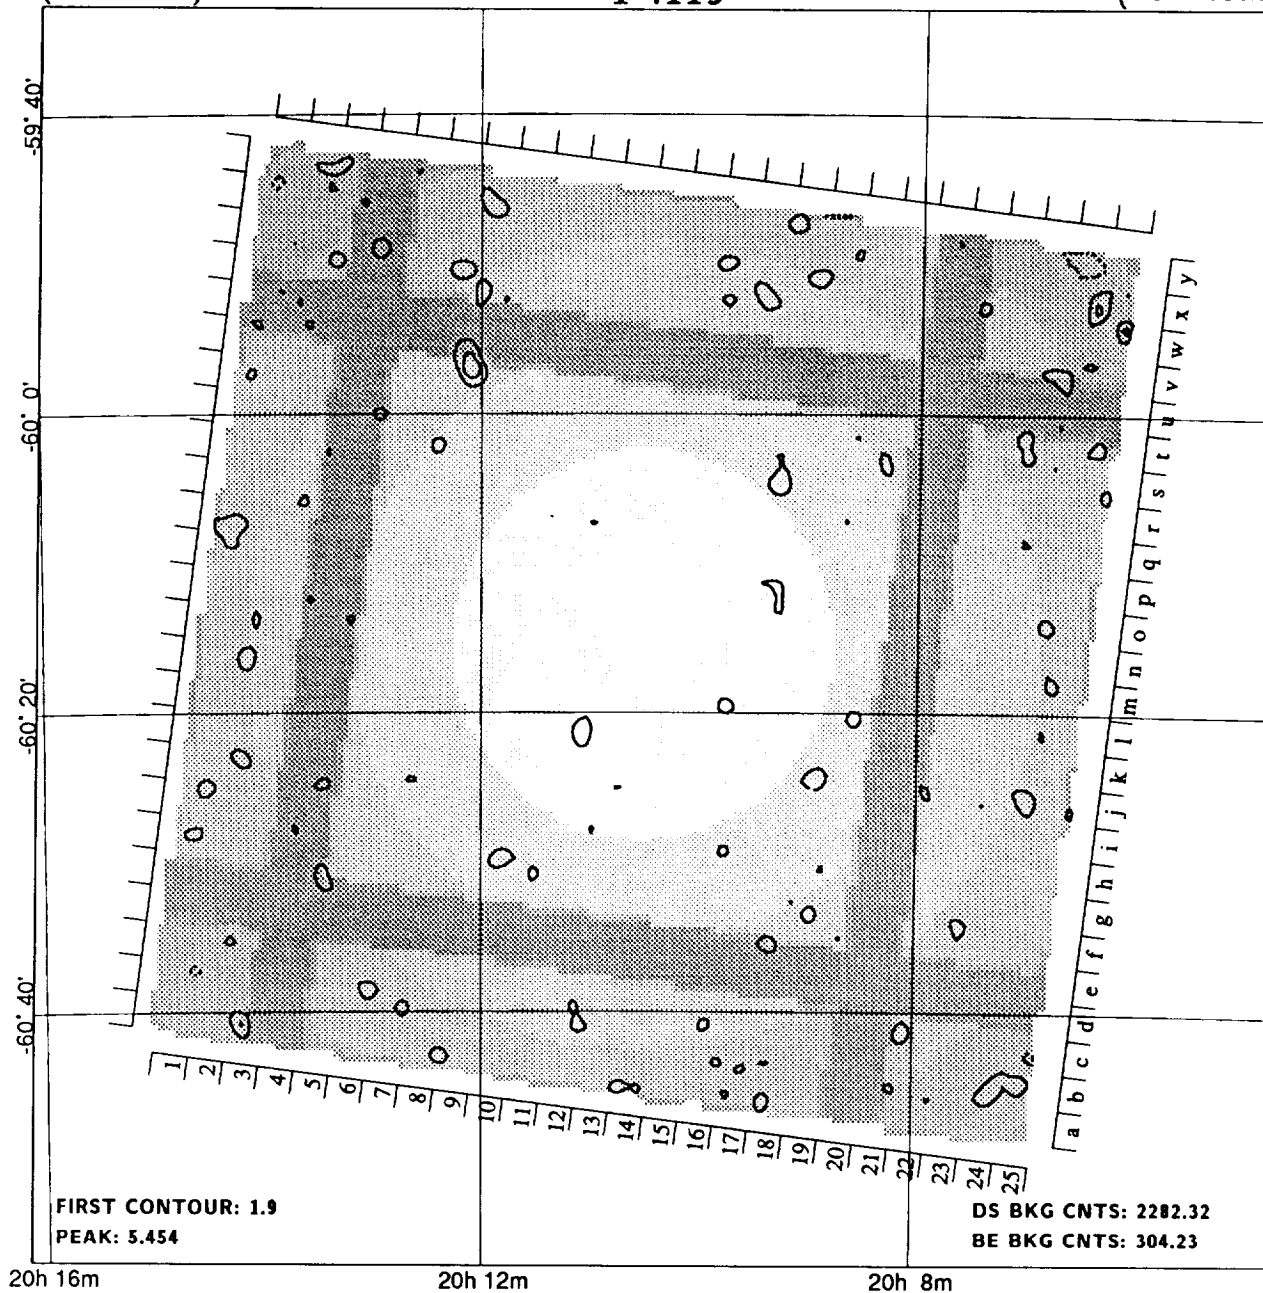 -59° 40'
y
x
w
v
-60° 0'
u
t
s
r
q
p
o
n
-60° 20'
m
l
k
j
i
h
g
f
e
-60° 40'
d
c
b
a
1 2 3 4 5 6 7 8 9 10 11 12 13 14 15 16 17 18 19 20 21 22 23 24 25
FIRST CONTOUR: 1.9
PEAK: 5.454
DS BKG CNTS: 2282.32
BE BKG CNTS: 304.23
20h 16m
20h 12m
20h 8m